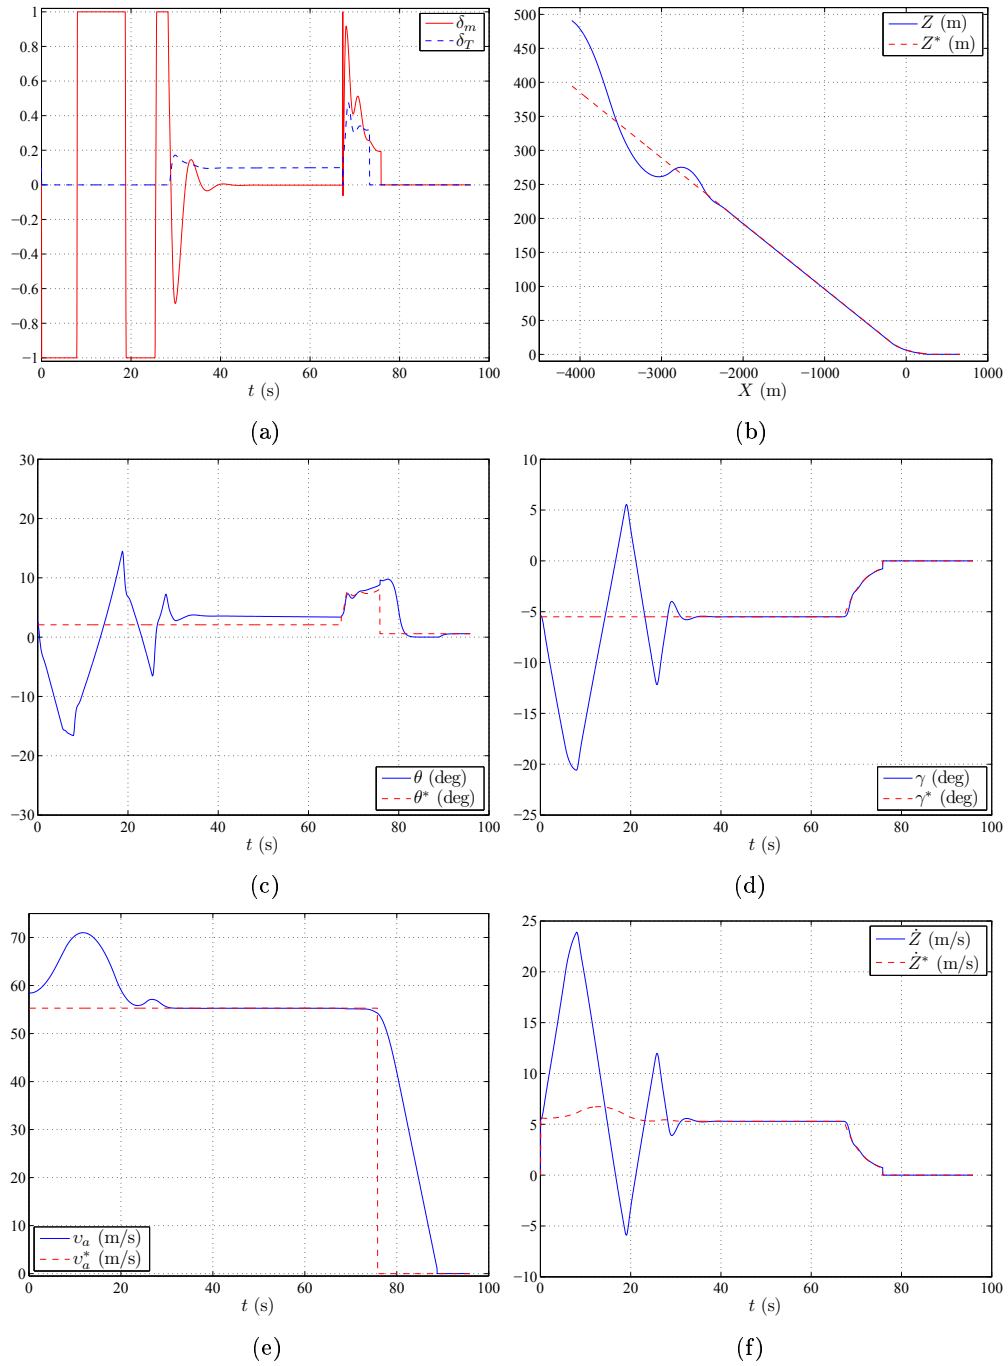 1
0.8
0.6
0.4
0.2
0
−0.2
−0.4
−0.6
−0.8
−1
0 20 40 60 80 100
t (s)
δ_m
δ_T
(a)
500
450
400
350
300
250
200
150
100
50
0
−4000 −3000 −2000 −1000 0 1000
X (m)
Z (m)
Z* (m)
(b)
30
20
10
0
−10
−20
−30
0 20 40 60 80 100
t (s)
θ (deg)
θ* (deg)
(c)
10
5
0
−5
−10
−15
−20
−25
0 20 40 60 80 100
t (s)
γ (deg)
γ* (deg)
(d)
70
60
50
40
30
20
10
0
0 20 40 60 80 100
t (s)
v_a (m/s)
v_a* (m/s)
(e)
25
20
15
10
5
0
−5
−10
0 20 40 60 80 100
t (s)
Ż (m/s)
Ż* (m/s)
(f)